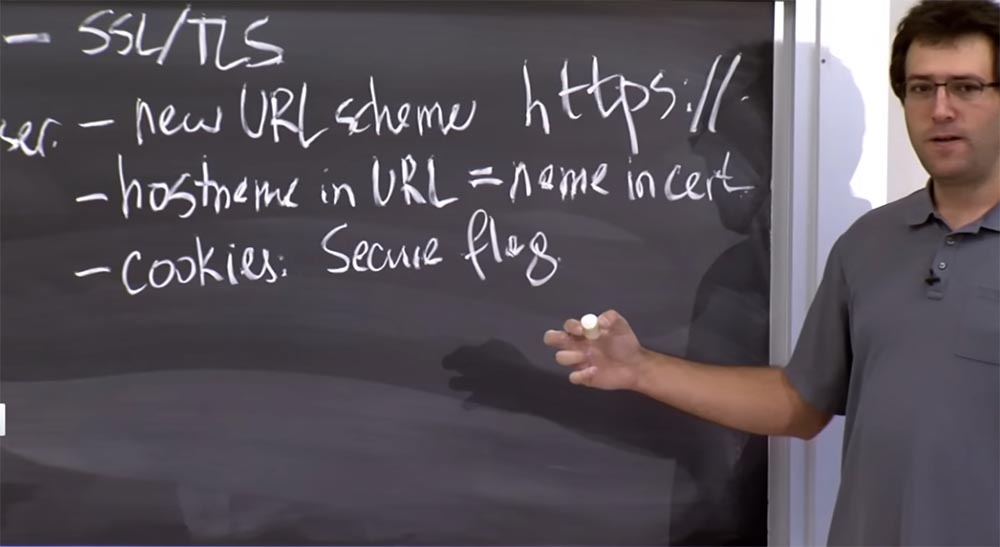 - SSL/TLS
ser. - new URL scheme https://.
- hostname in URL = name in cert
- cookies: Secure flag.